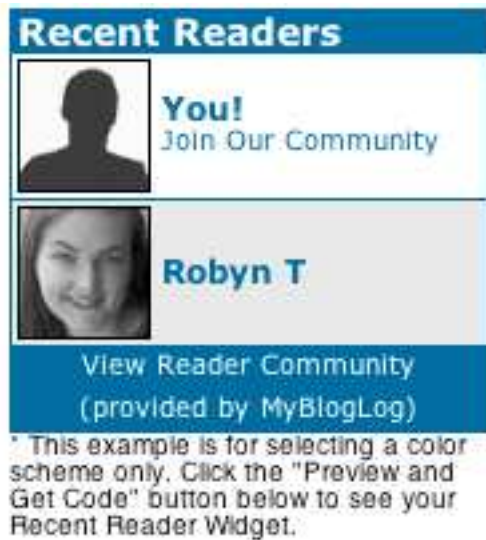 Recent Readers
You!
Join Our Community
Robyn T
View Reader Community
(provided by MyBlogLog)
* This example is for selecting a color
scheme only. Click the "Preview and
Get Code" button below to see your
Recent Reader Widget.